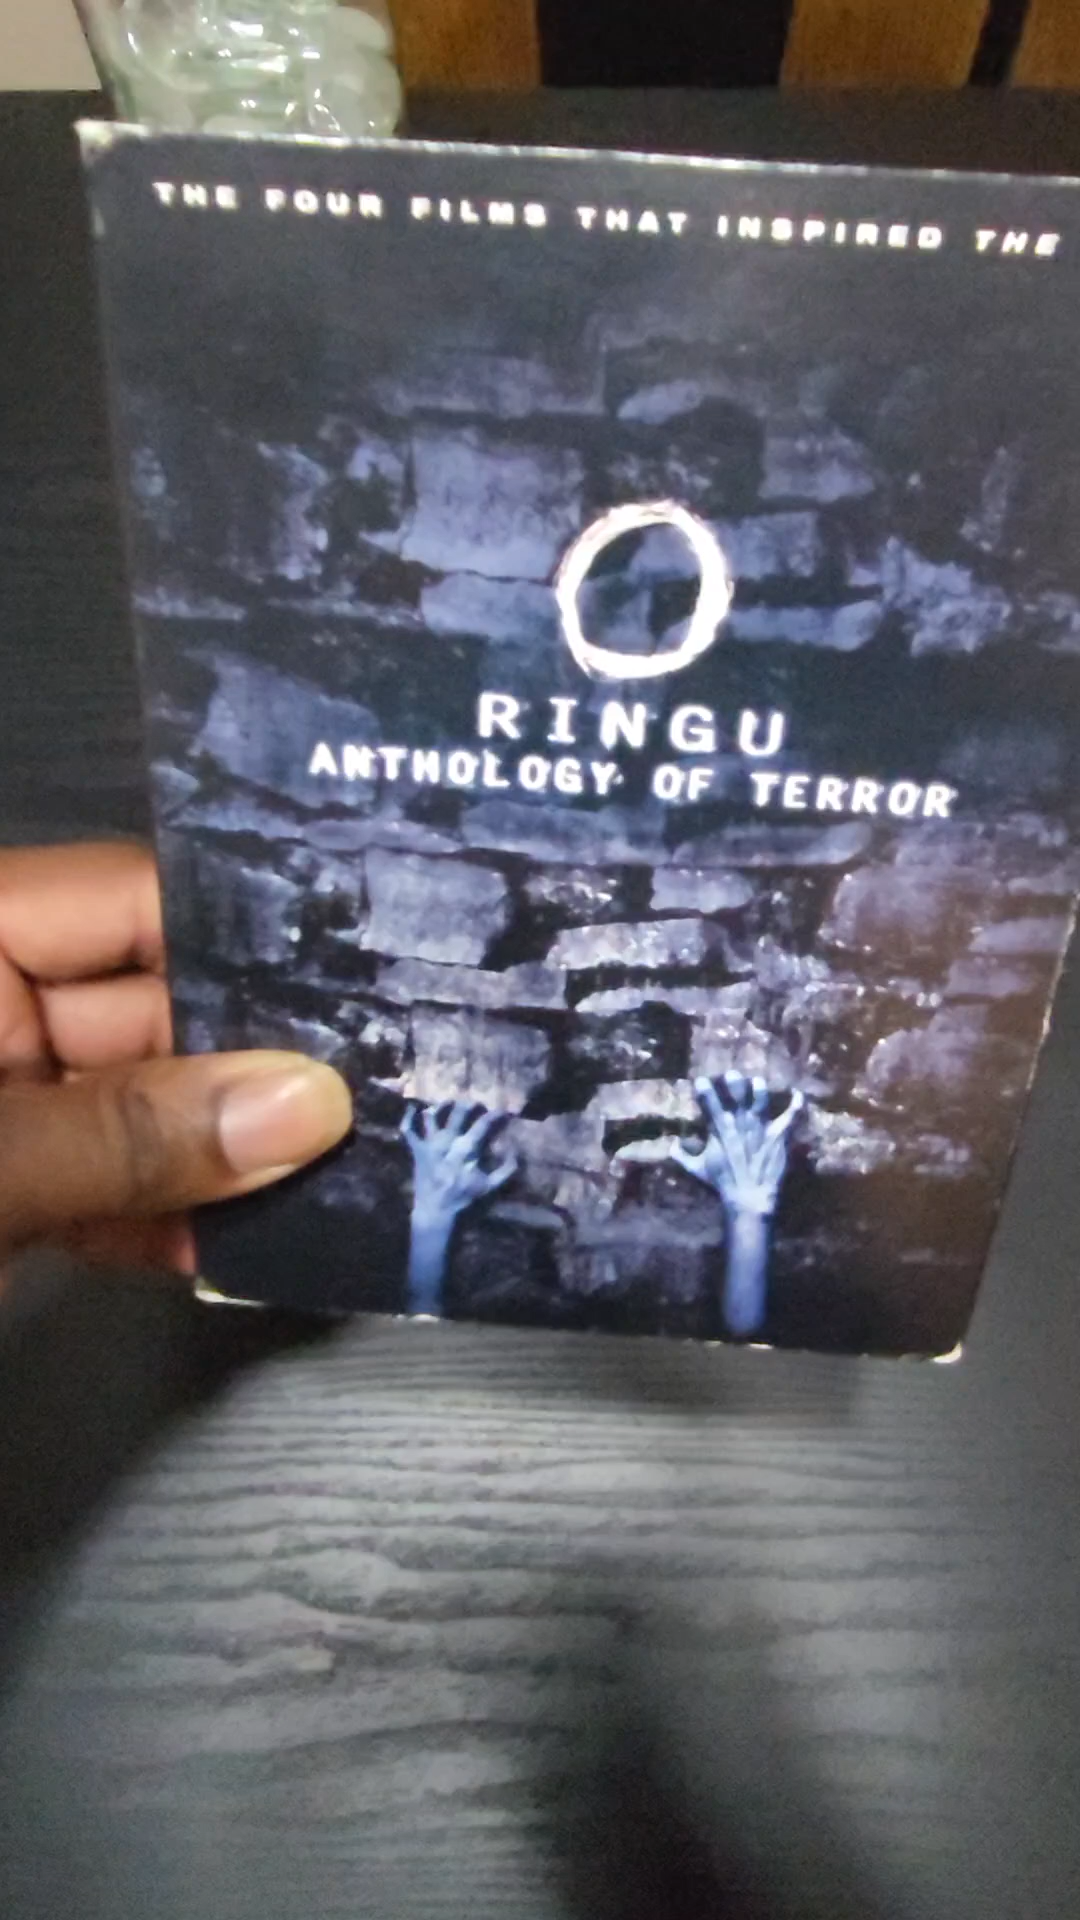 THE FOUR FILMS THAT INSPIRED THE
RINGU
ANTHOLOGY OF TERROR